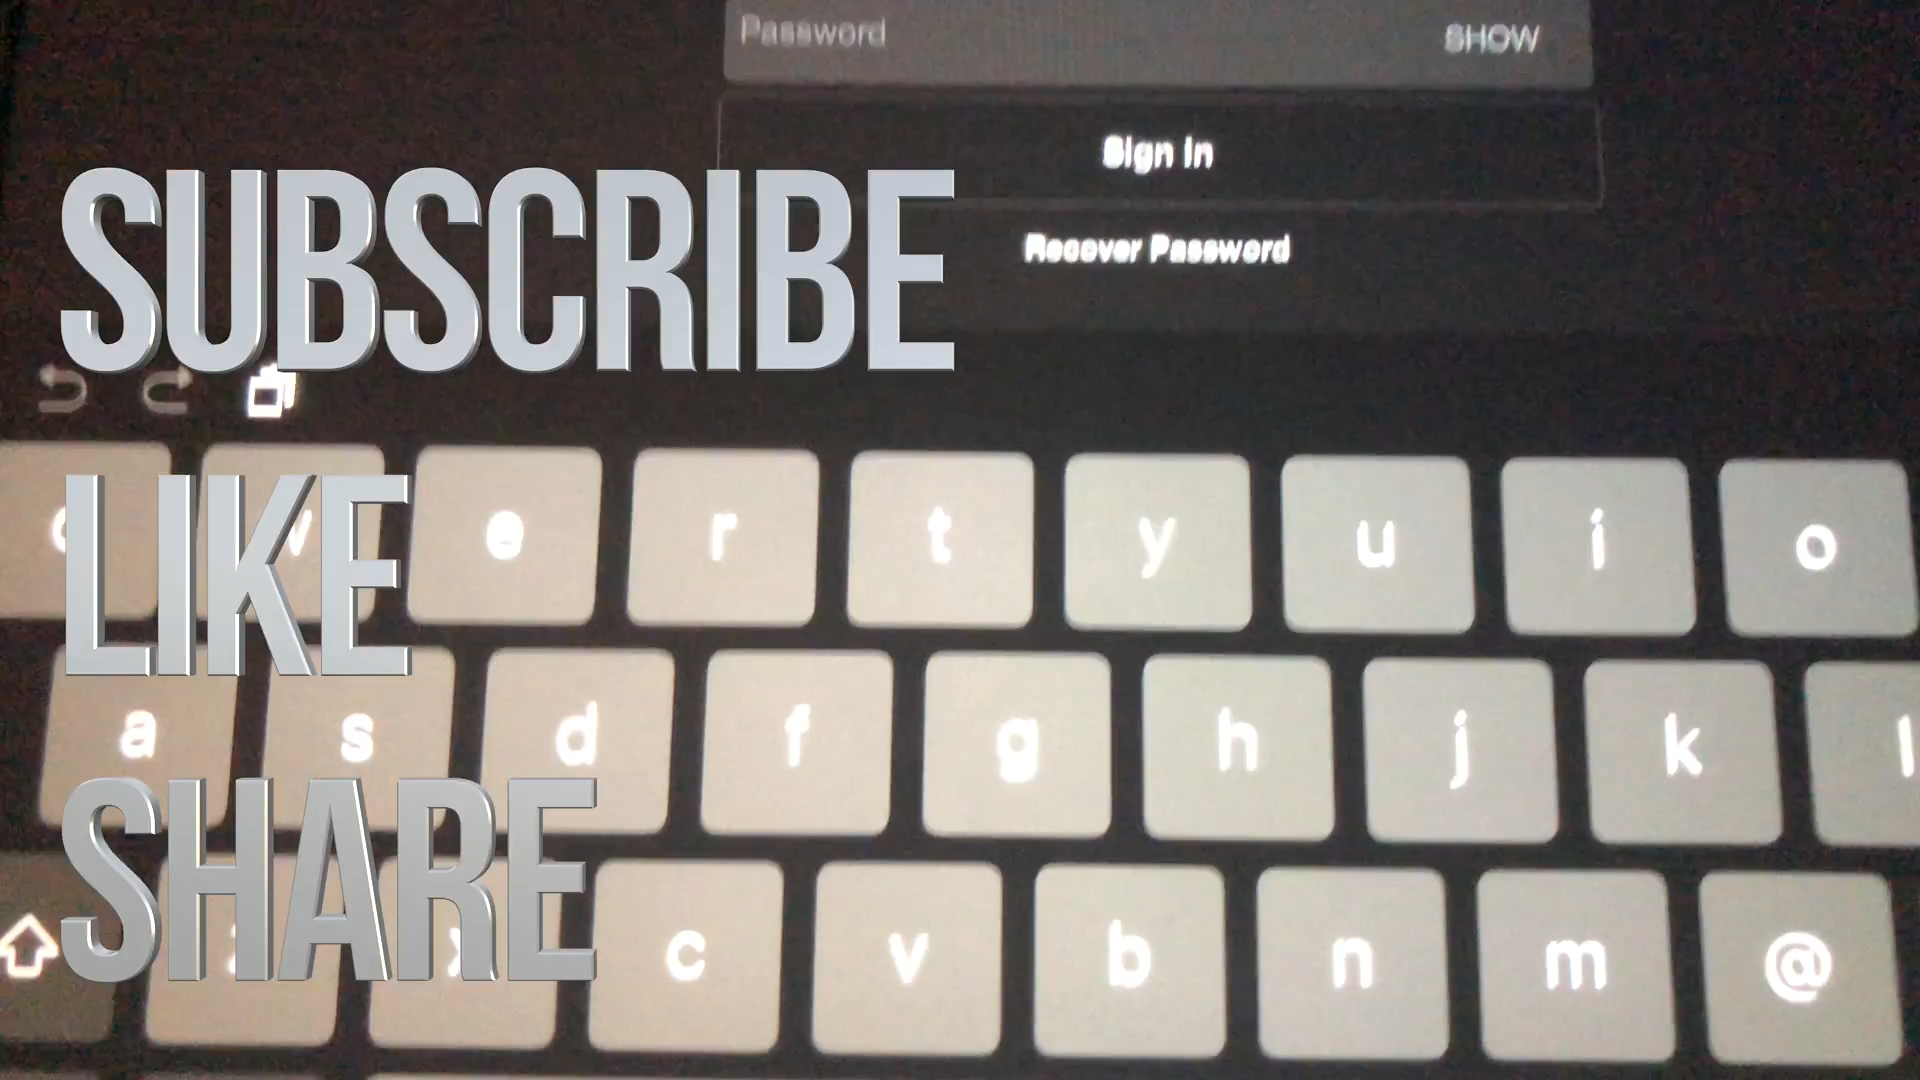 Password SHOW
Sign In
SUBSCRIBE
Recover Password
LIKE
e r t y u i o
a s d f g h j k l
SHARE
c v b n m @